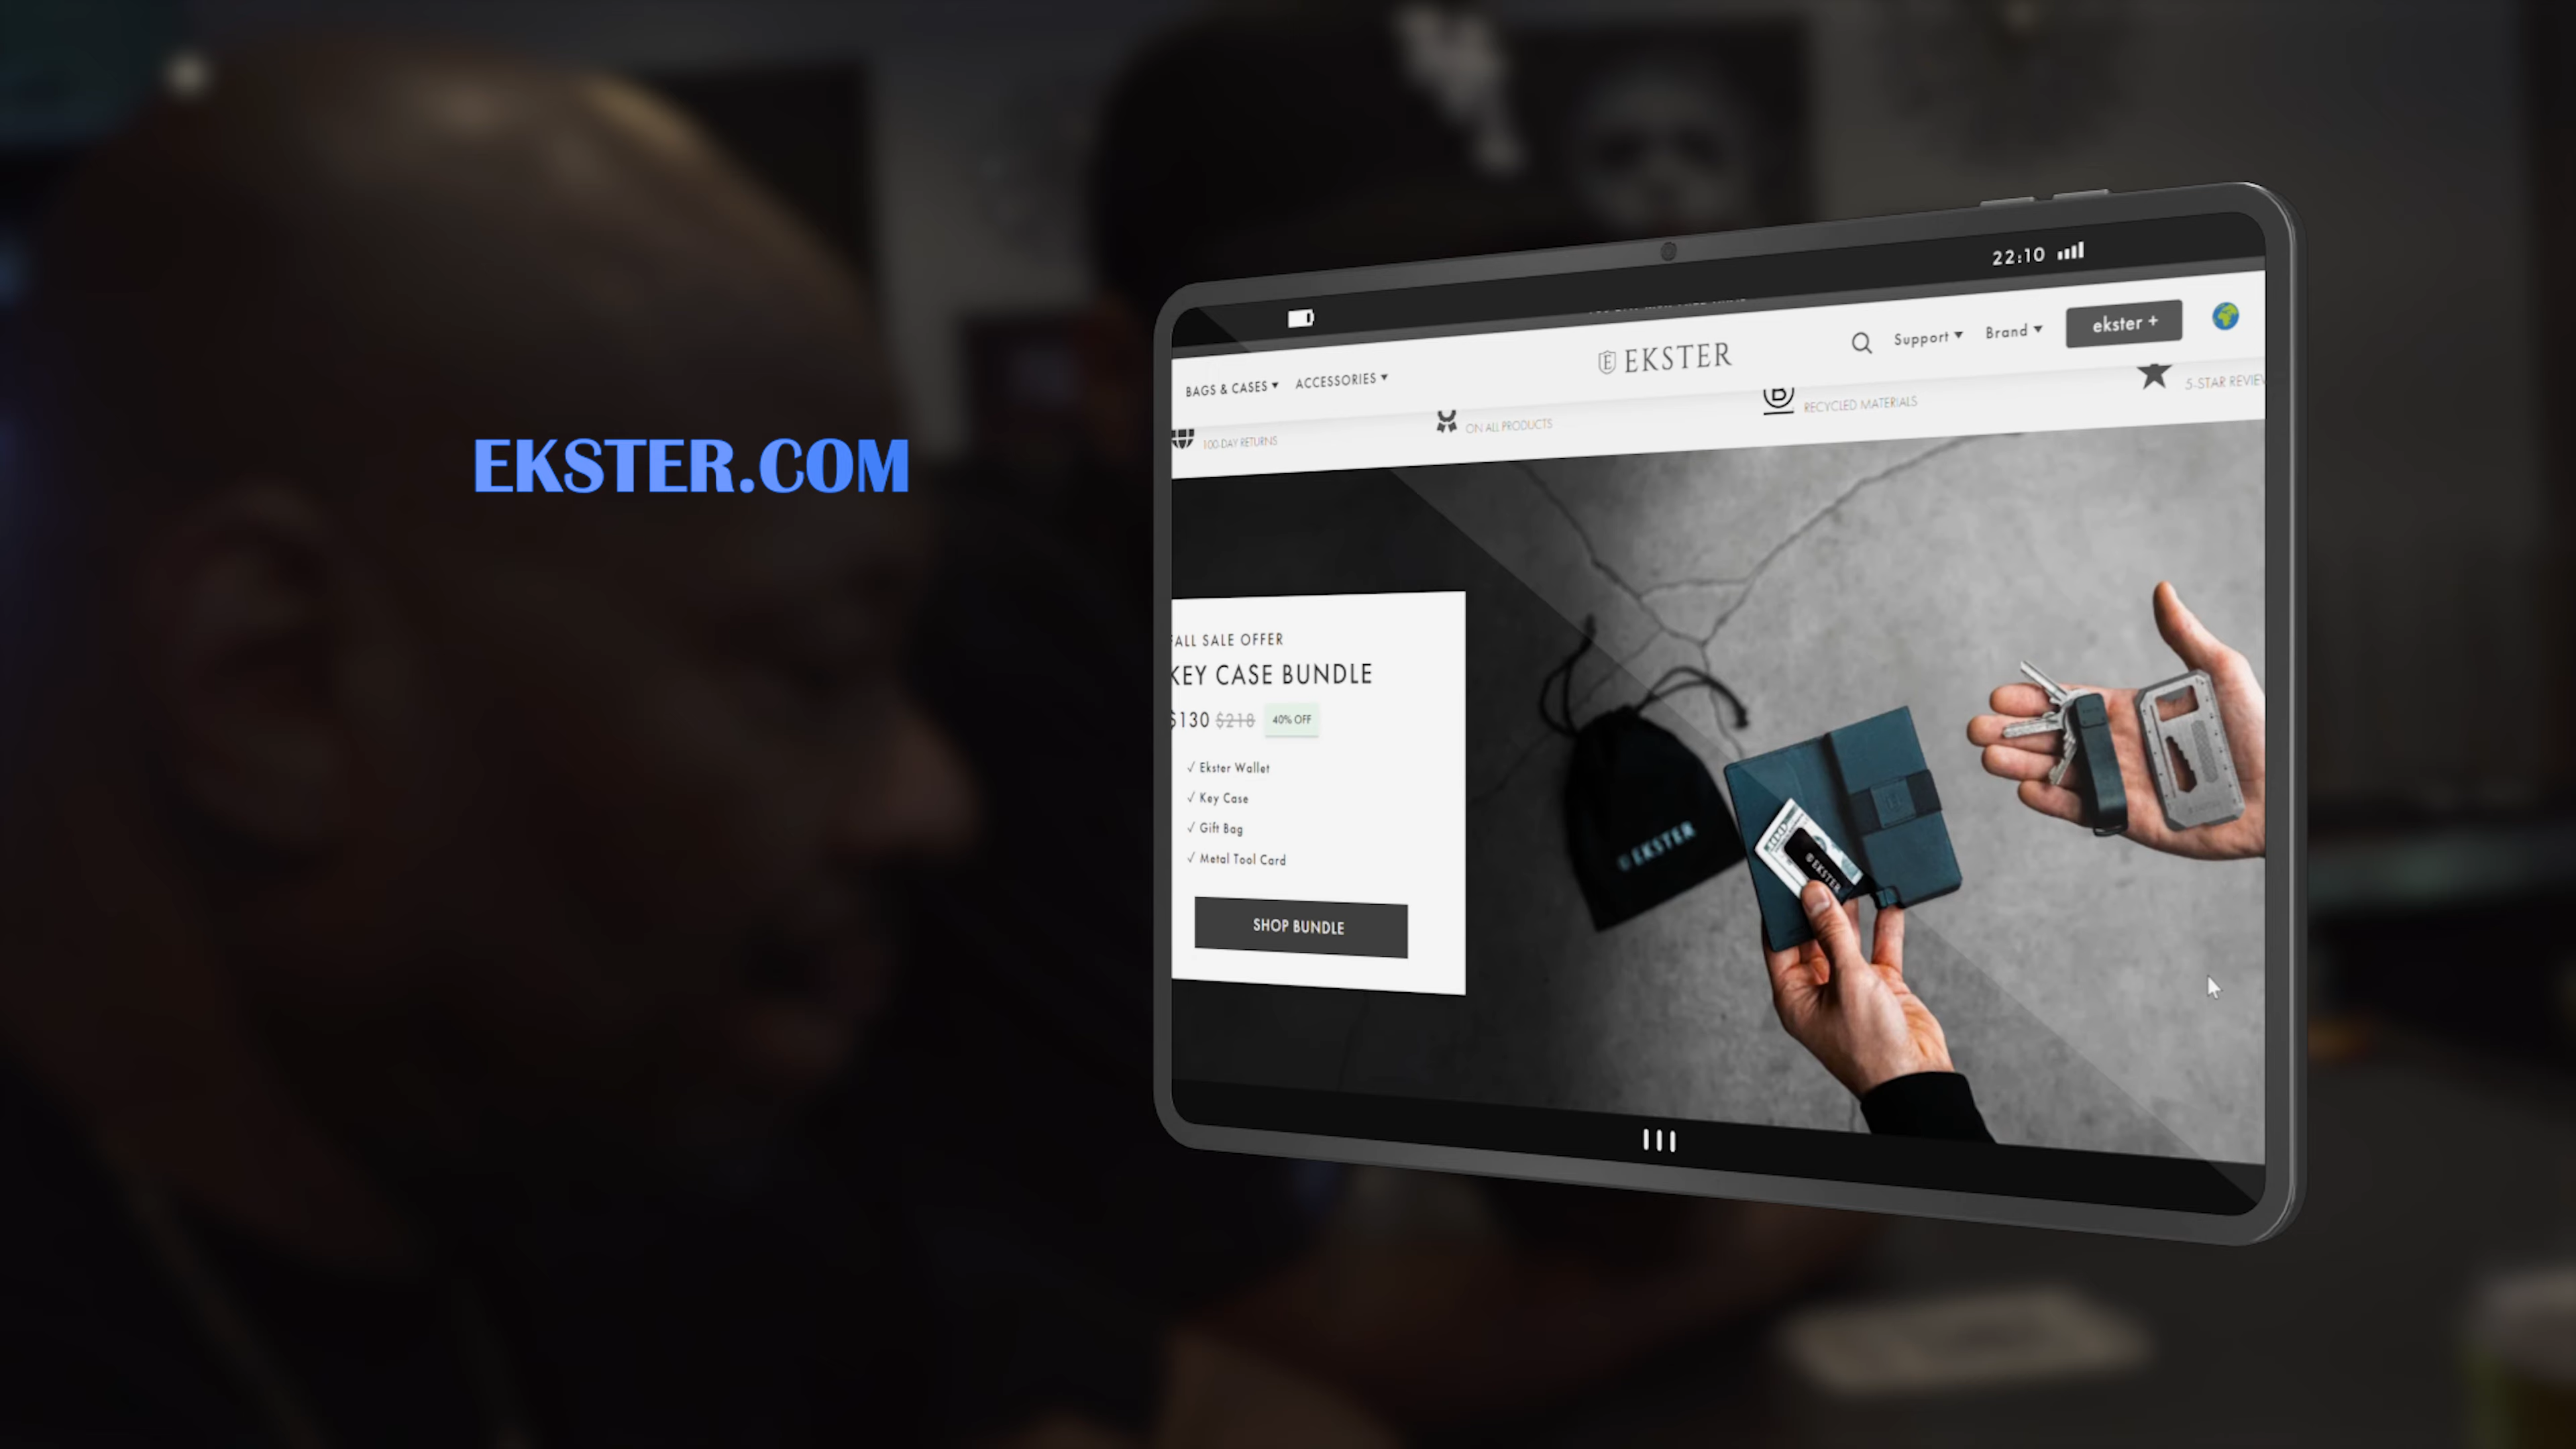 EKSTER.COM
22:10
BAGS & CASES
ACCESSORIES
EKSTER
Support
Brand
ekster +
100 DAY RETURNS
ON ALL PRODUCTS
RECYCLED MATERIALS
5-STAR REVIEW
FALL SALE OFFER
KEY CASE BUNDLE
$130 $218 40% OFF
√ Ekster Wallet
√ Key Case
√ Gift Bag
√ Metal Tool Card
SHOP BUNDLE
EKSTER
EKSTER